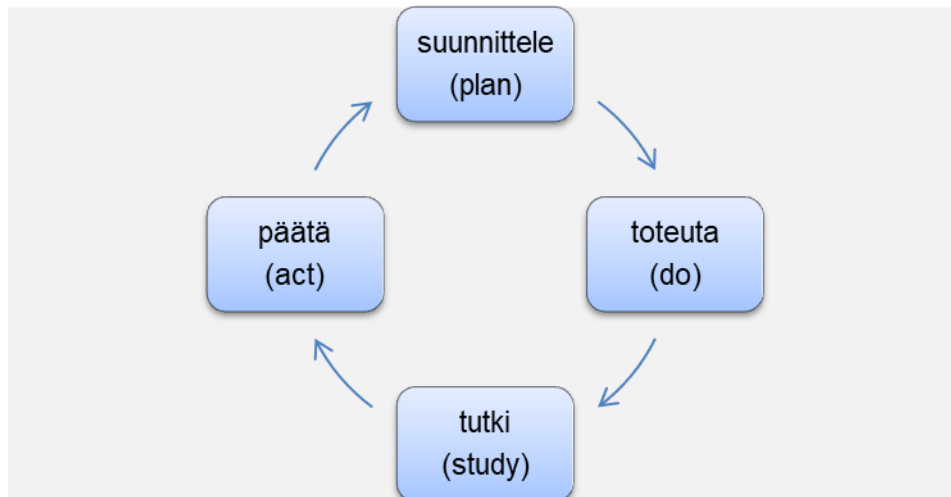 suunnittele
(plan)
päätä
(act)
toteuta
(do)
tutki
(study)